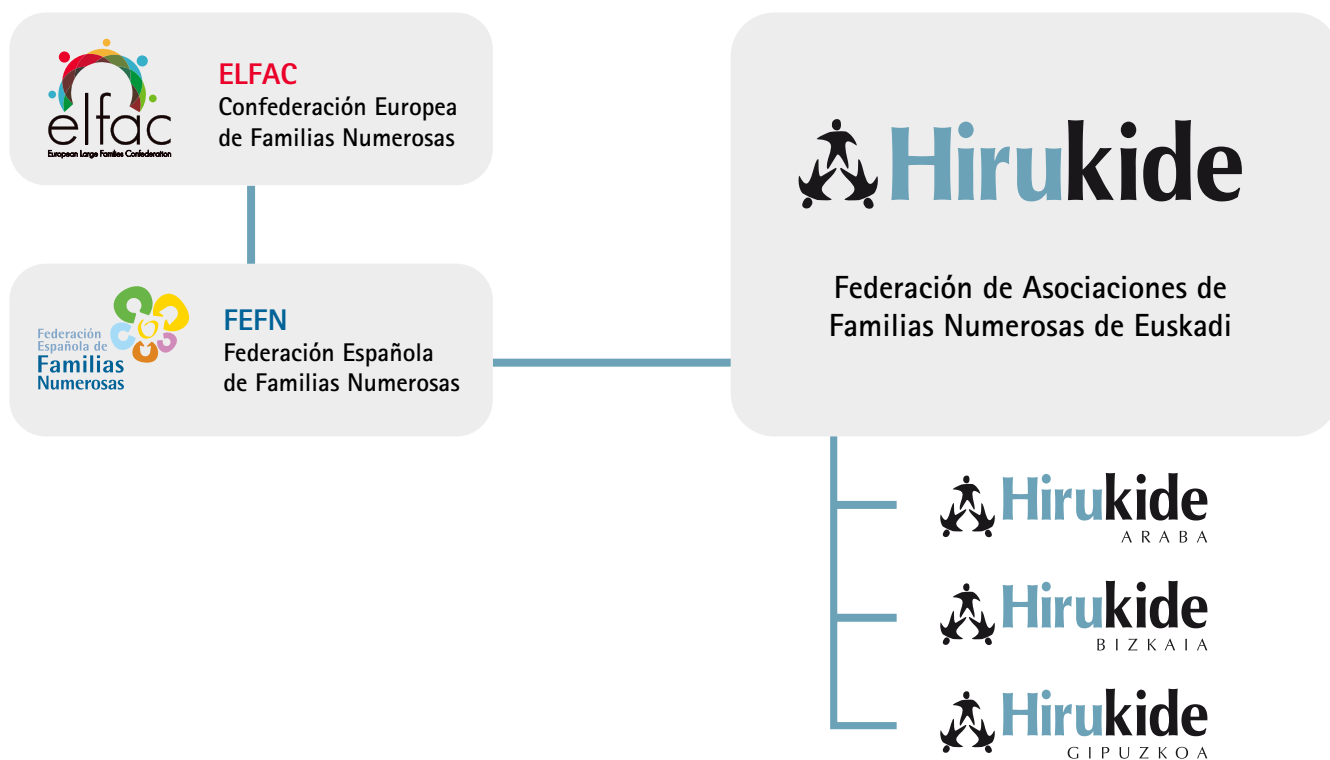 elfac
European Large Families Confederation
ELFAC
Confederación Europea
de Familias Numerosas
Federación
Española de
Familias
Numerosas
FEFN
Federación Española
de Familias Numerosas
Hirukide
Federación de Asociaciones de
Familias Numerosas de Euskadi
Hirukide
ARABA
Hirukide
BIZKAIA
Hirukide
GIPUZKOA